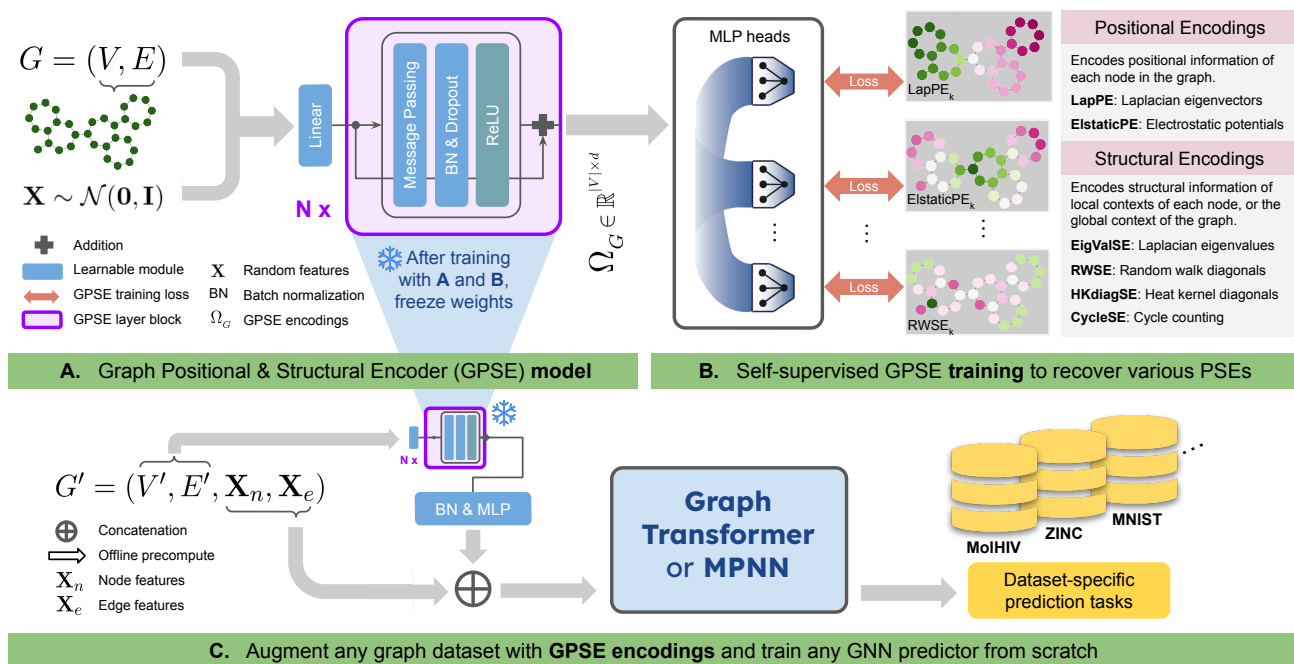 G = (V, E)
X ∼ N(0, I)
Linear
Message Passing
BN & Dropout
ReLU
N x
Addition
Learnable module
GPSE training loss
GPSE layer block
X Random features
BN Batch normalization
Ω_G GPSE encodings
After training
with A and B,
freeze weights
Ω_G ∈ ℝ^{|V|×d}
A. Graph Positional & Structural Encoder (GPSE) model
MLP heads
Loss
Loss
Loss
LapPE_k
ElstaticPE_k
RWSE_k
Positional Encodings
Encodes positional information of
each node in the graph.
LapPE: Laplacian eigenvectors
ElstaticPE: Electrostatic potentials
Structural Encodings
Encodes structural information of
local contexts of each node, or the
global context of the graph.
EigValSE: Laplacian eigenvalues
RWSE: Random walk diagonals
HKdiagSE: Heat kernel diagonals
CycleSE: Cycle counting
B. Self-supervised GPSE training to recover various PSEs
G′ = (V′, E′, X_n, X_e)
Concatenation
Offline precompute
X_n Node features
X_e Edge features
N x
BN & MLP
Graph
Transformer
or MPNN
MolHIV
ZINC
MNIST
Dataset-specific
prediction tasks
C. Augment any graph dataset with GPSE encodings and train any GNN predictor from scratch